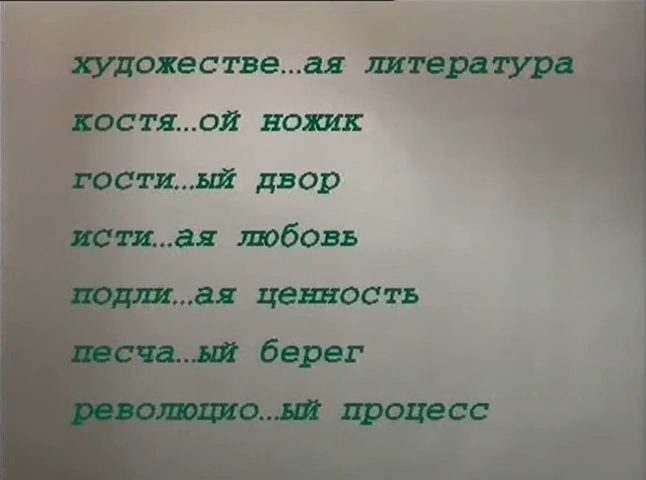 художестве...ая литература
костя...ой ножик
гости...ый двор
исти...ая любовь
подли...ая ценность
песча...ый берег
революцио...ый процесс